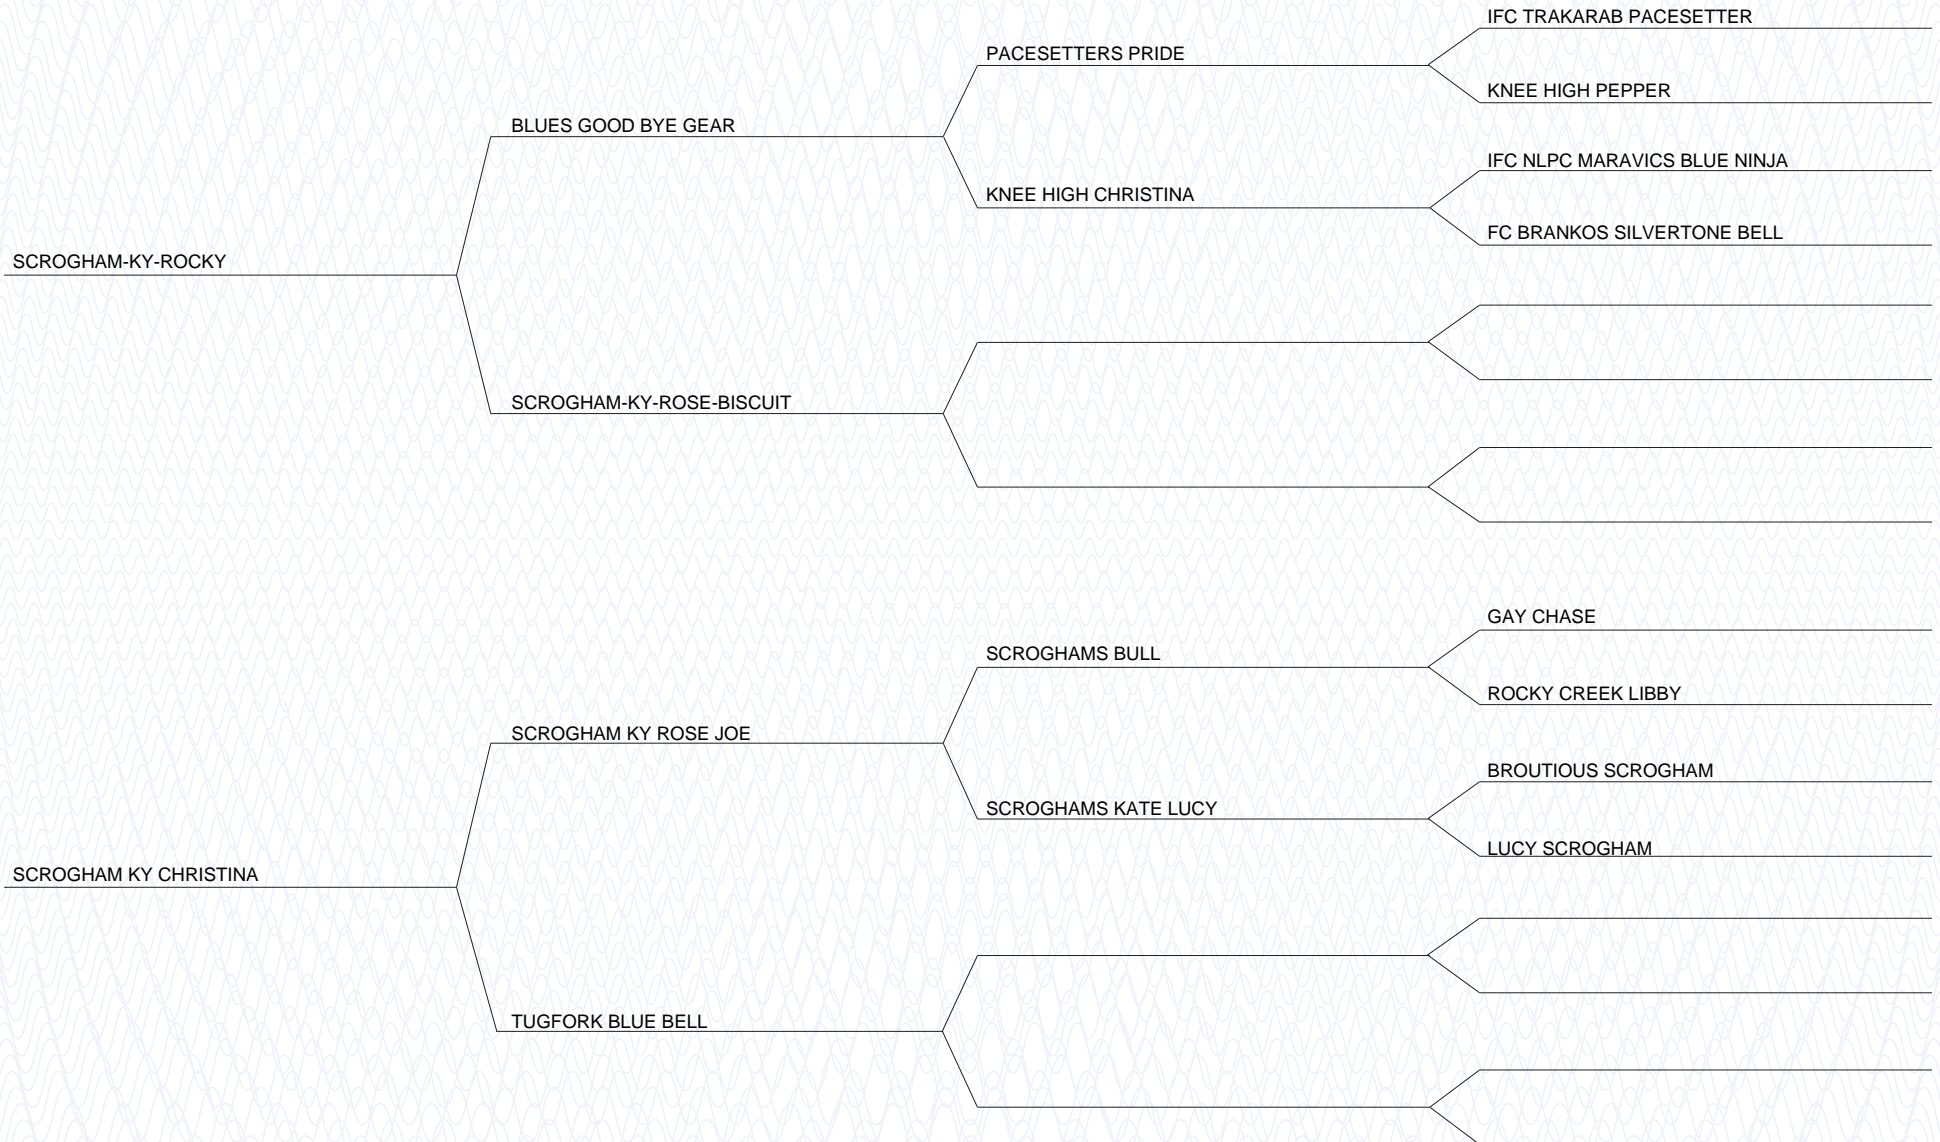 IFC TRAKARAB PACESETTER
PACESETTERS PRIDE
KNEE HIGH PEPPER
BLUES GOOD BYE GEAR
IFC NLPC MARAVICS BLUE NINJA
KNEE HIGH CHRISTINA
FC BRANKOS SILVERTONE BELL
SCROGHAM-KY-ROCKY
SCROGHAM-KY-ROSE-BISCUIT
GAY CHASE
SCROGHAMS BULL
ROCKY CREEK LIBBY
SCROGHAM KY ROSE JOE
BROUTIOUS SCROGHAM
SCROGHAMS KATE LUCY
LUCY SCROGHAM
SCROGHAM KY CHRISTINA
TUGFORK BLUE BELL